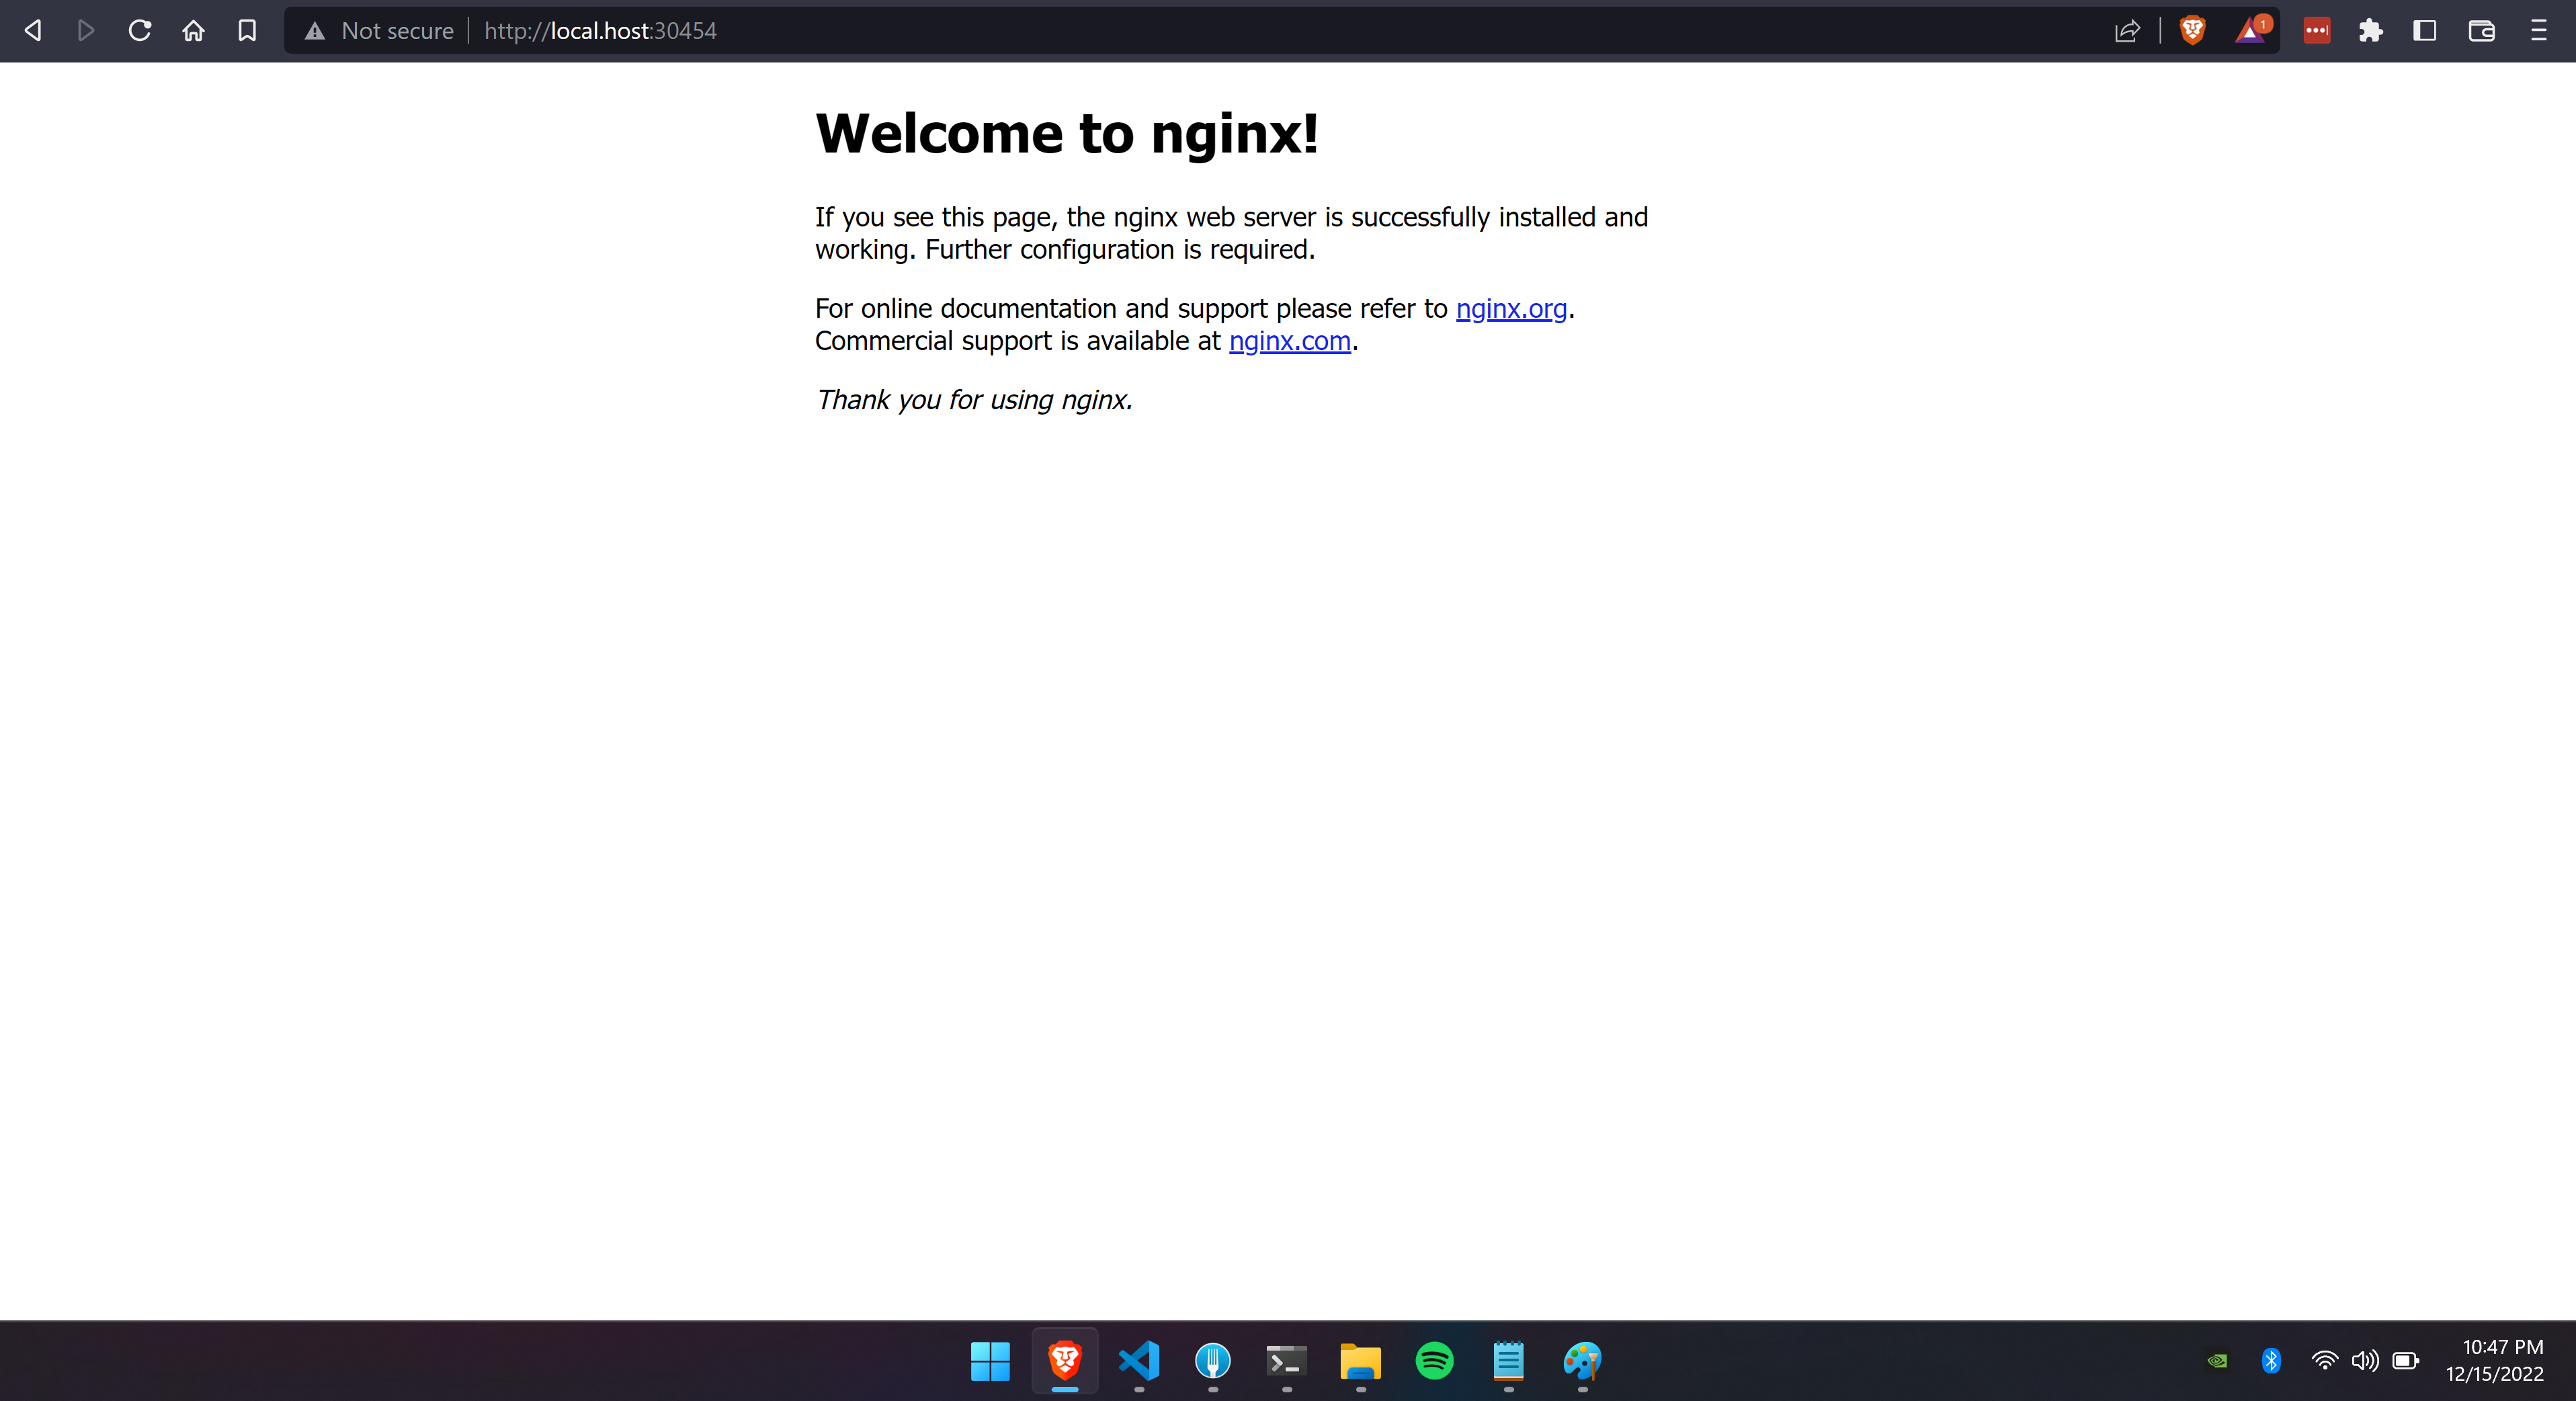 Not secure
http://local.host:30454
1
Welcome to nginx!
If you see this page, the nginx web server is successfully installed and
working. Further configuration is required.
For online documentation and support please refer to nginx.org.
Commercial support is available at nginx.com.
Thank you for using nginx.
10:47 PM
12/15/2022